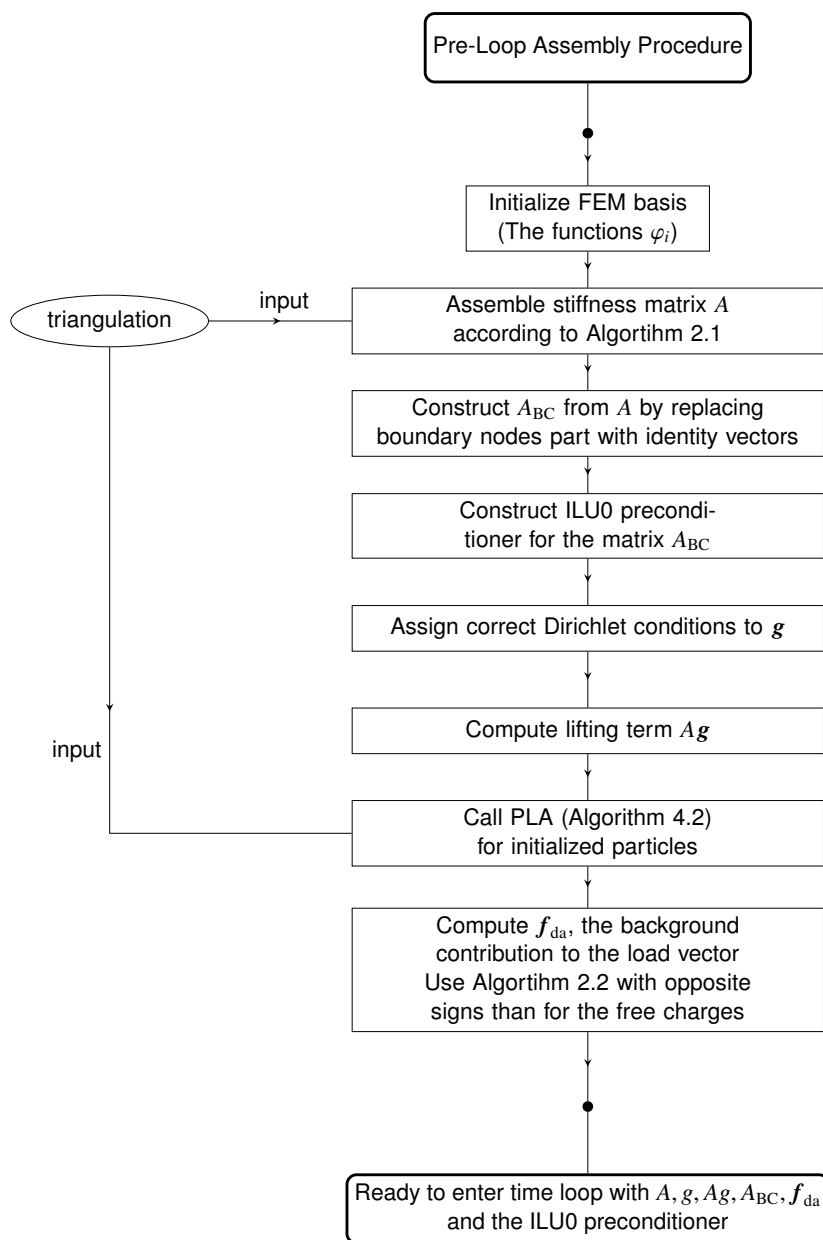 Pre-Loop Assembly Procedure
Initialize FEM basis
(The functions φᵢ)
input
triangulation
Assemble stiffness matrix A
according to Algortihm 2.1
Construct A_BC from A by replacing
boundary nodes part with identity vectors
Construct ILU0 precondi-
tioner for the matrix A_BC
Assign correct Dirichlet conditions to g
Compute lifting term Ag
input
Call PLA (Algorithm 4.2)
for initialized particles
Compute f_da, the background
contribution to the load vector
Use Algortihm 2.2 with opposite
signs than for the free charges
Ready to enter time loop with A, g, Ag, A_BC, f_da
and the ILU0 preconditioner